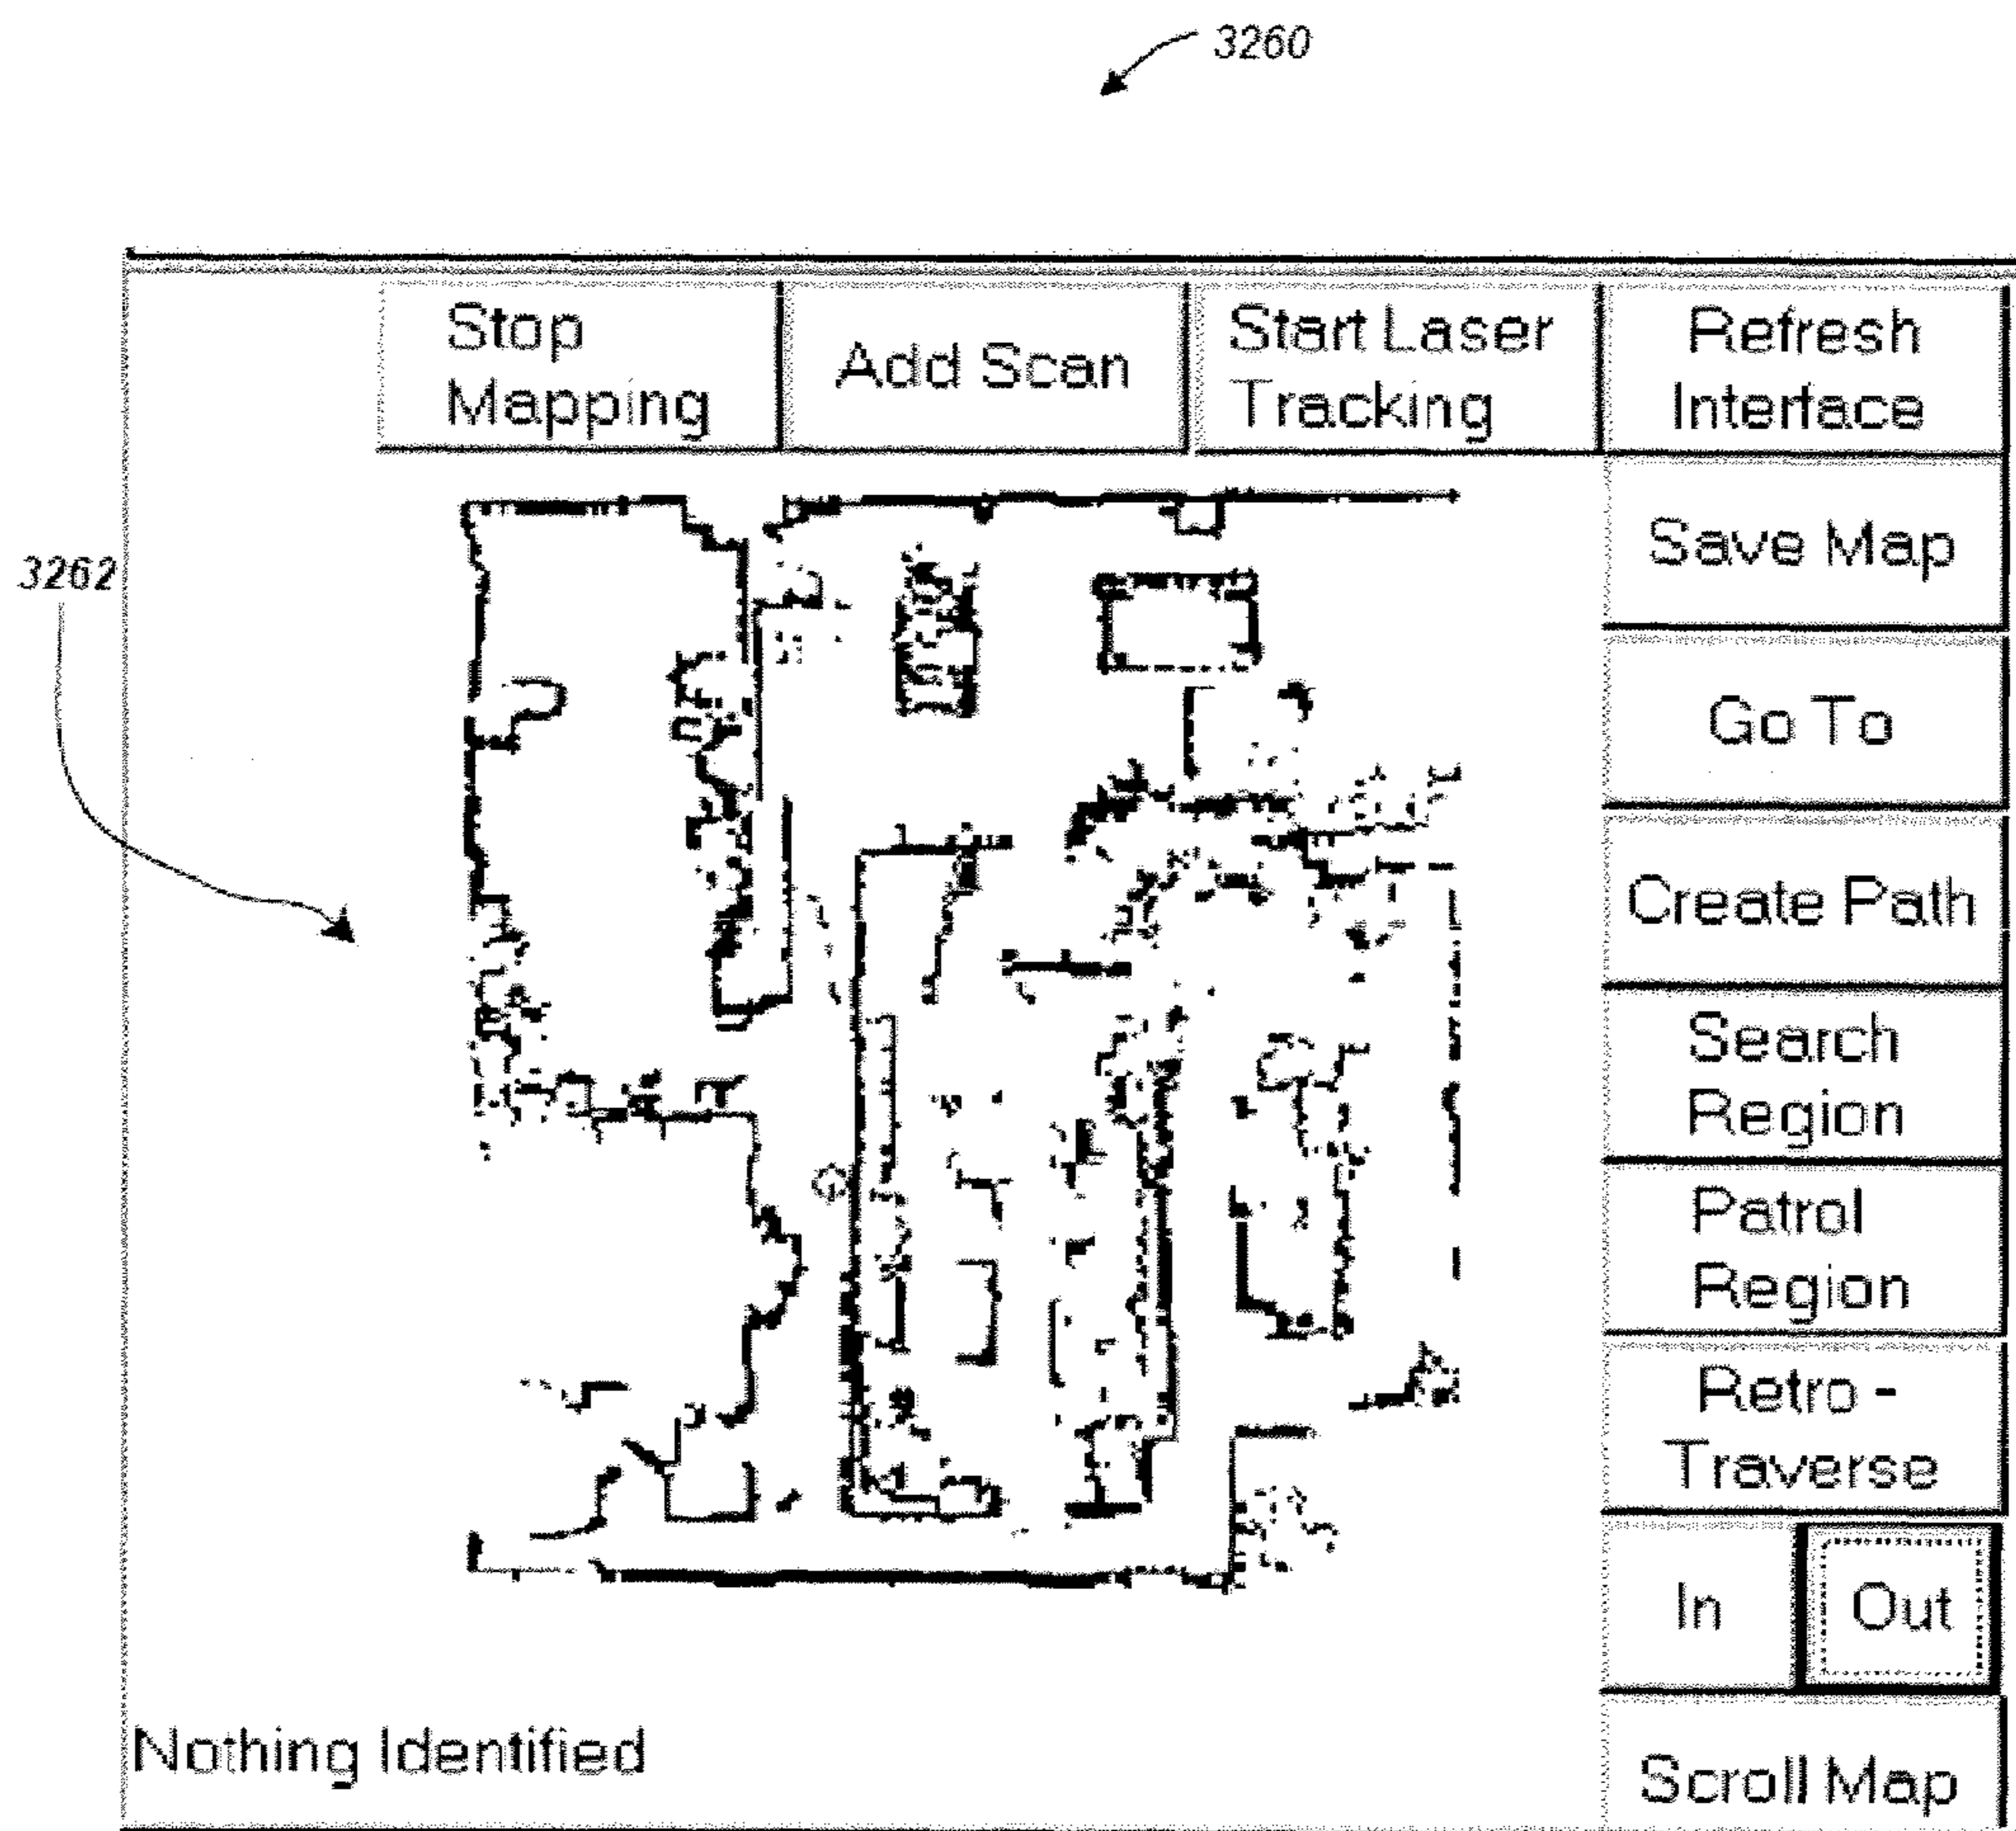 3260
Stop
Mapping
Add Scan
Start Laser
Tracking
Refresh
Interface
Save Map
3262
Go To
Create Path
Search
Region
Patrol
Region
Retro -
Traverse
In
Out
Nothing Identified
Scroll Map